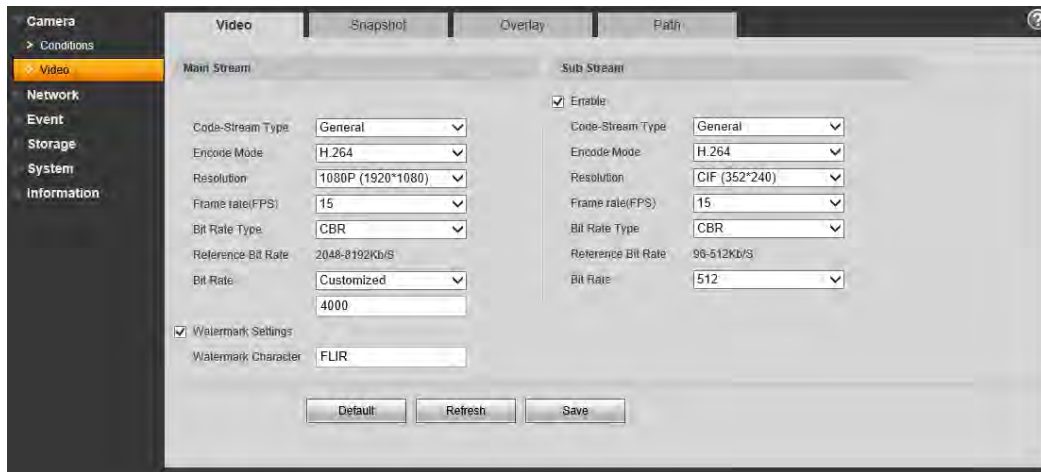 Camera
> Conditions
> Video
Network
Event
Storage
System
Information
Video Snapshot Overlay Path
?
Main Stream
Code-Stream Type General
Encode Mode H.264
Resolution 1080P (1920*1080)
Frame rate(FPS) 15
Bit Rate Type CBR
Reference Bit Rate 2048-8192Kb/S
Bit Rate Customized
4000
Watermark Settings
Watermark Character FLIR
Sub Stream
Enable
Code-Stream Type General
Encode Mode H.264
Resolution CIF (352*240)
Frame rate(FPS) 15
Bit Rate Type CBR
Reference Bit Rate 96-512Kb/S
Bit Rate 512
Default Refresh Save